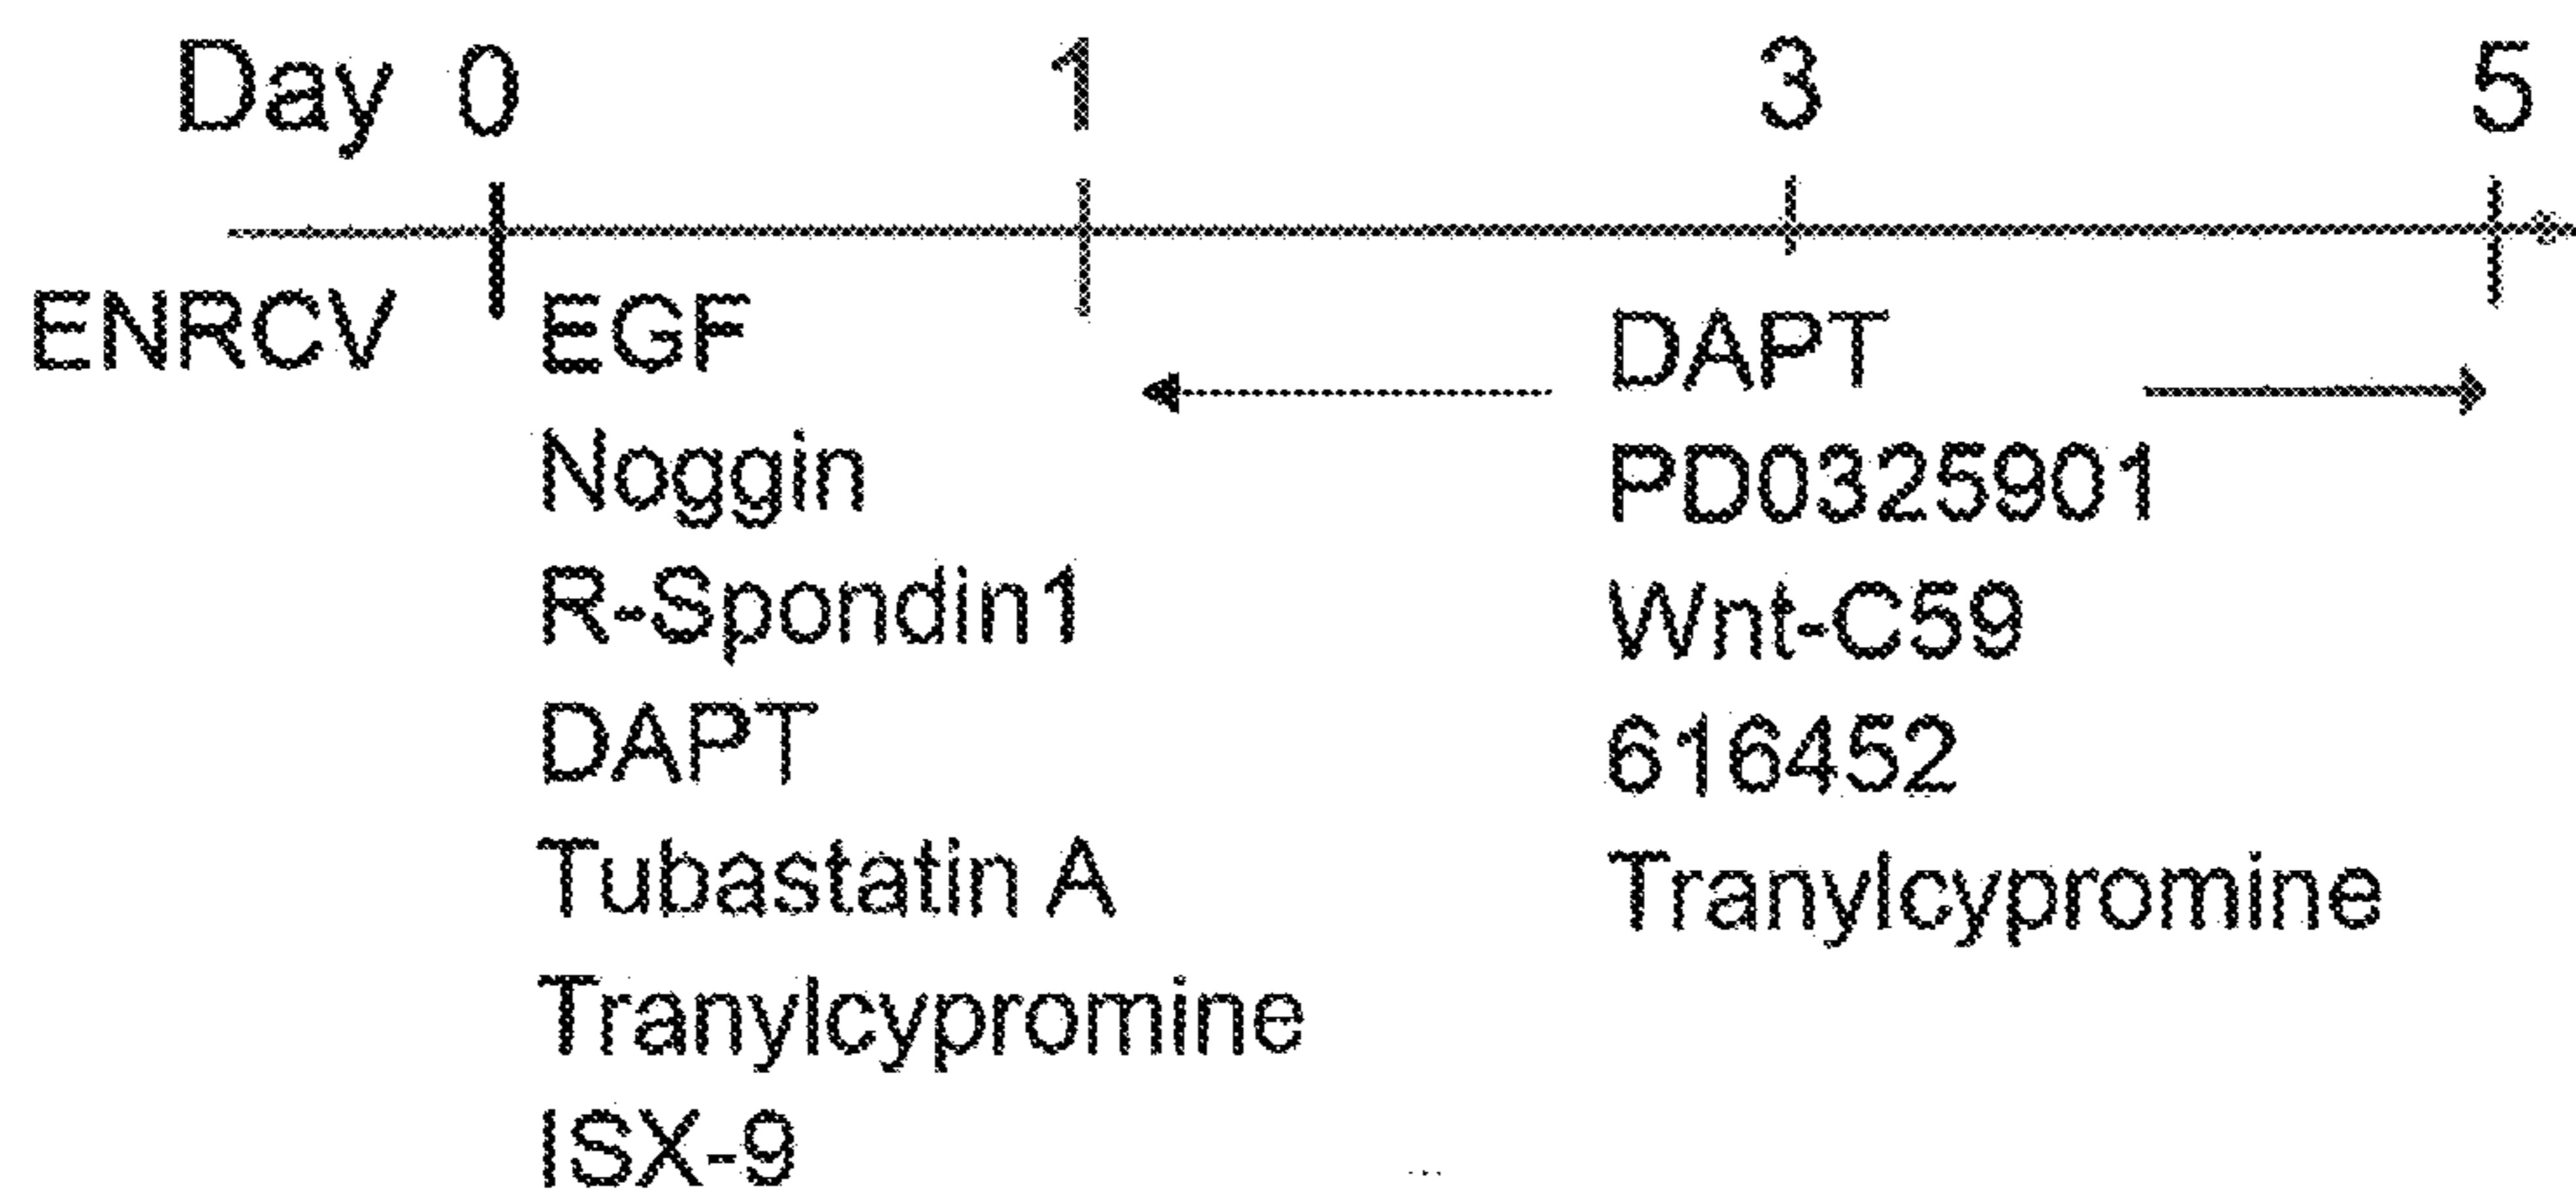 Day 0 1 3 5
ENRCV EGF DAPT
Noggin PD0325901
R-Spondin1 Wnt-C59
DAPT 616452
Tubastatin A Tranylcypromine
Tranylcypromine
ISX-9